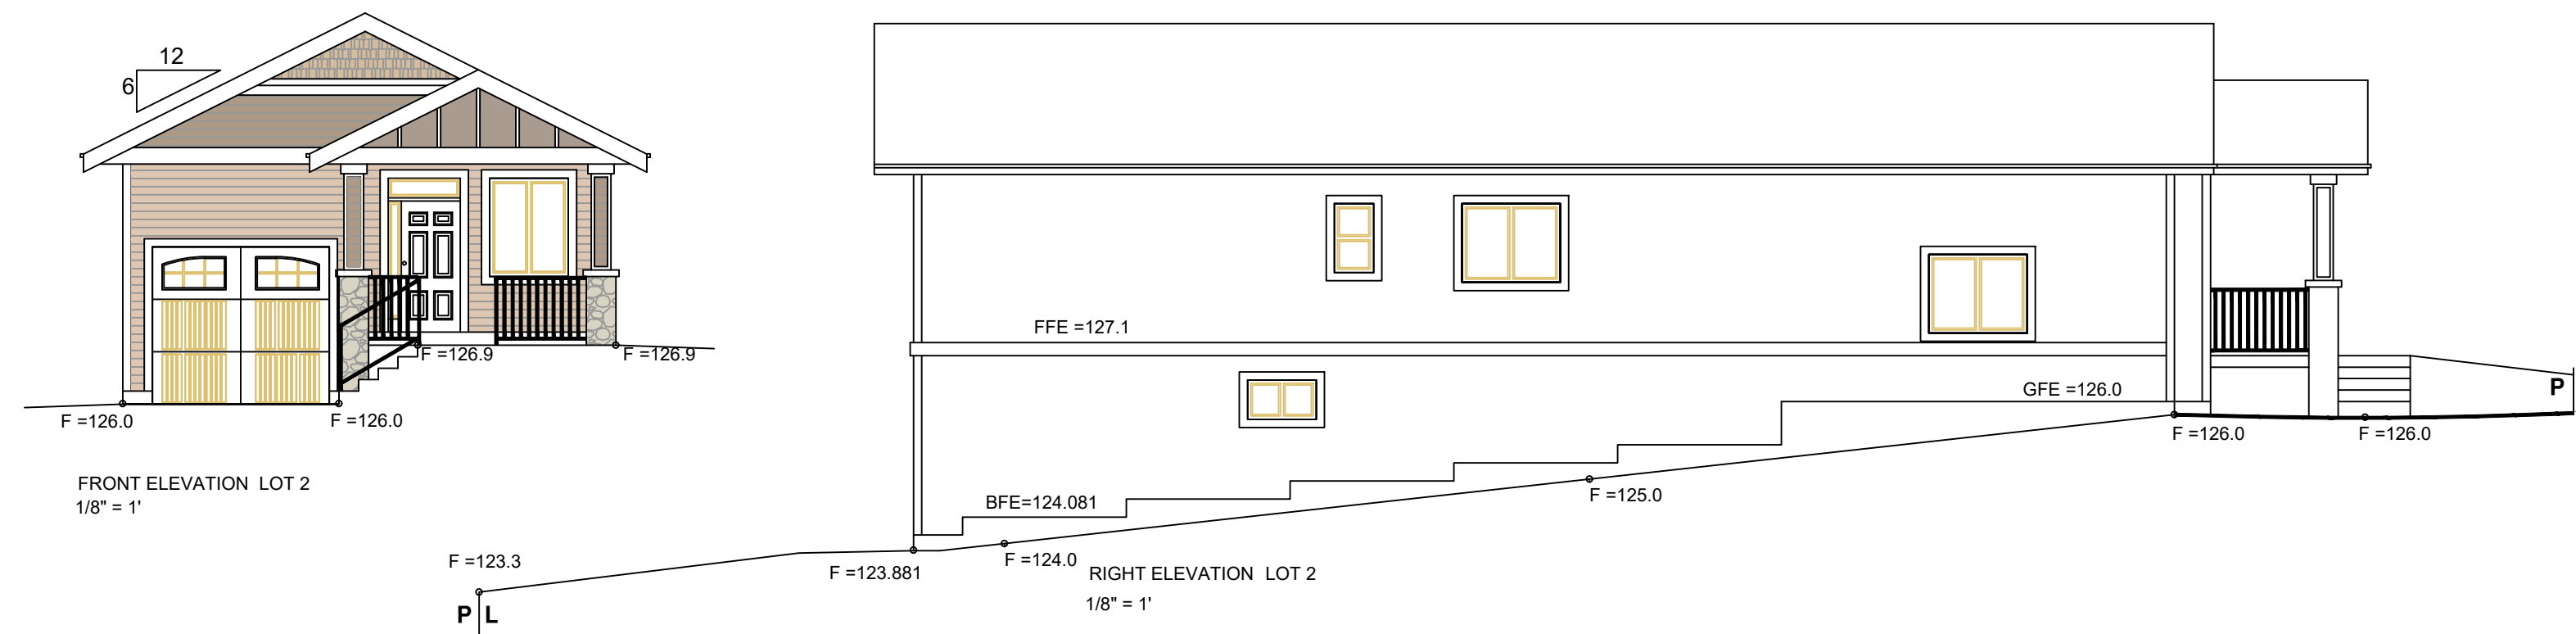 12
6
F =126.9
F =126.9
F =126.0
F =126.0
FRONT ELEVATION  LOT 2
1/8" = 1'
FFE =127.1
GFE =126.0
P
F =126.0
F =126.0
BFE=124.081
F =125.0
F =123.3
F =123.881
F =124.0
RIGHT ELEVATION  LOT 2
1/8" = 1'
P L